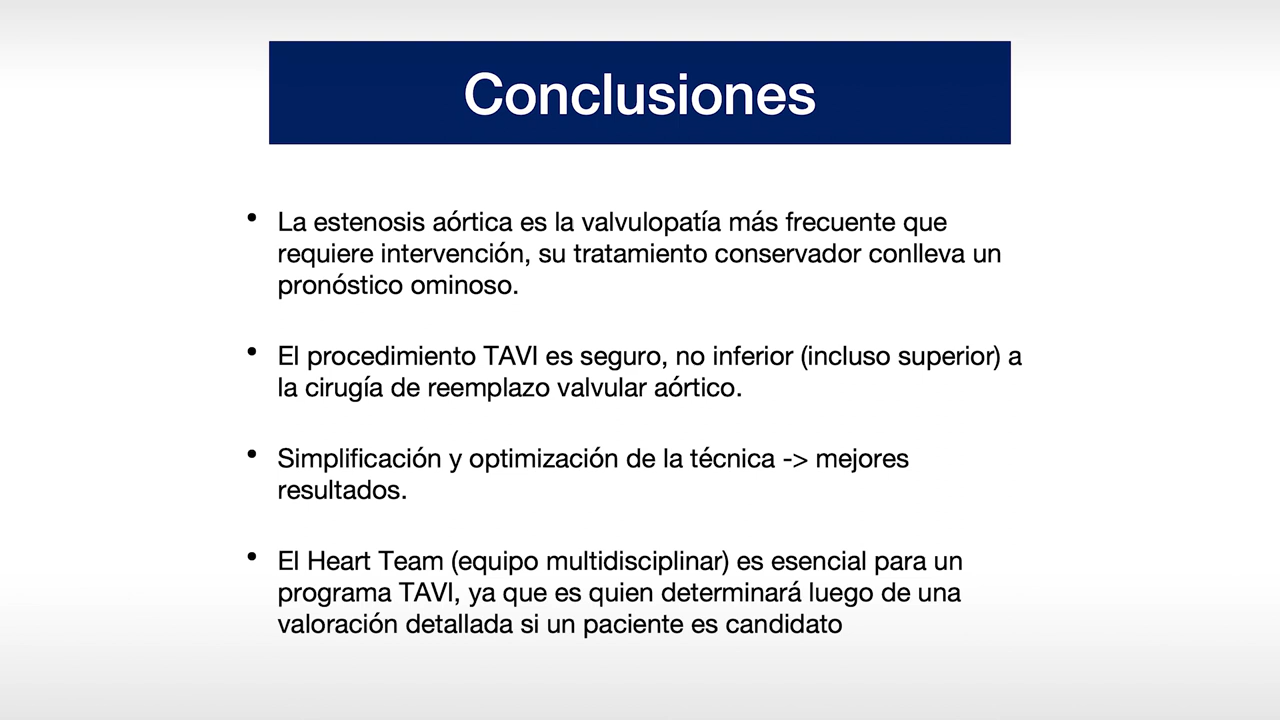 Conclusiones
• La estenosis aórtica es la valvulopatía más frecuente que
requiere intervención, su tratamiento conservador conlleva un
pronóstico ominoso.
• El procedimiento TAVI es seguro, no inferior (incluso superior) a
la cirugía de reemplazo valvular aórtico.
• Simplificación y optimización de la técnica -> mejores
resultados.
• El Heart Team (equipo multidisciplinar) es esencial para un
programa TAVI, ya que es quien determinará luego de una
valoración detallada si un paciente es candidato